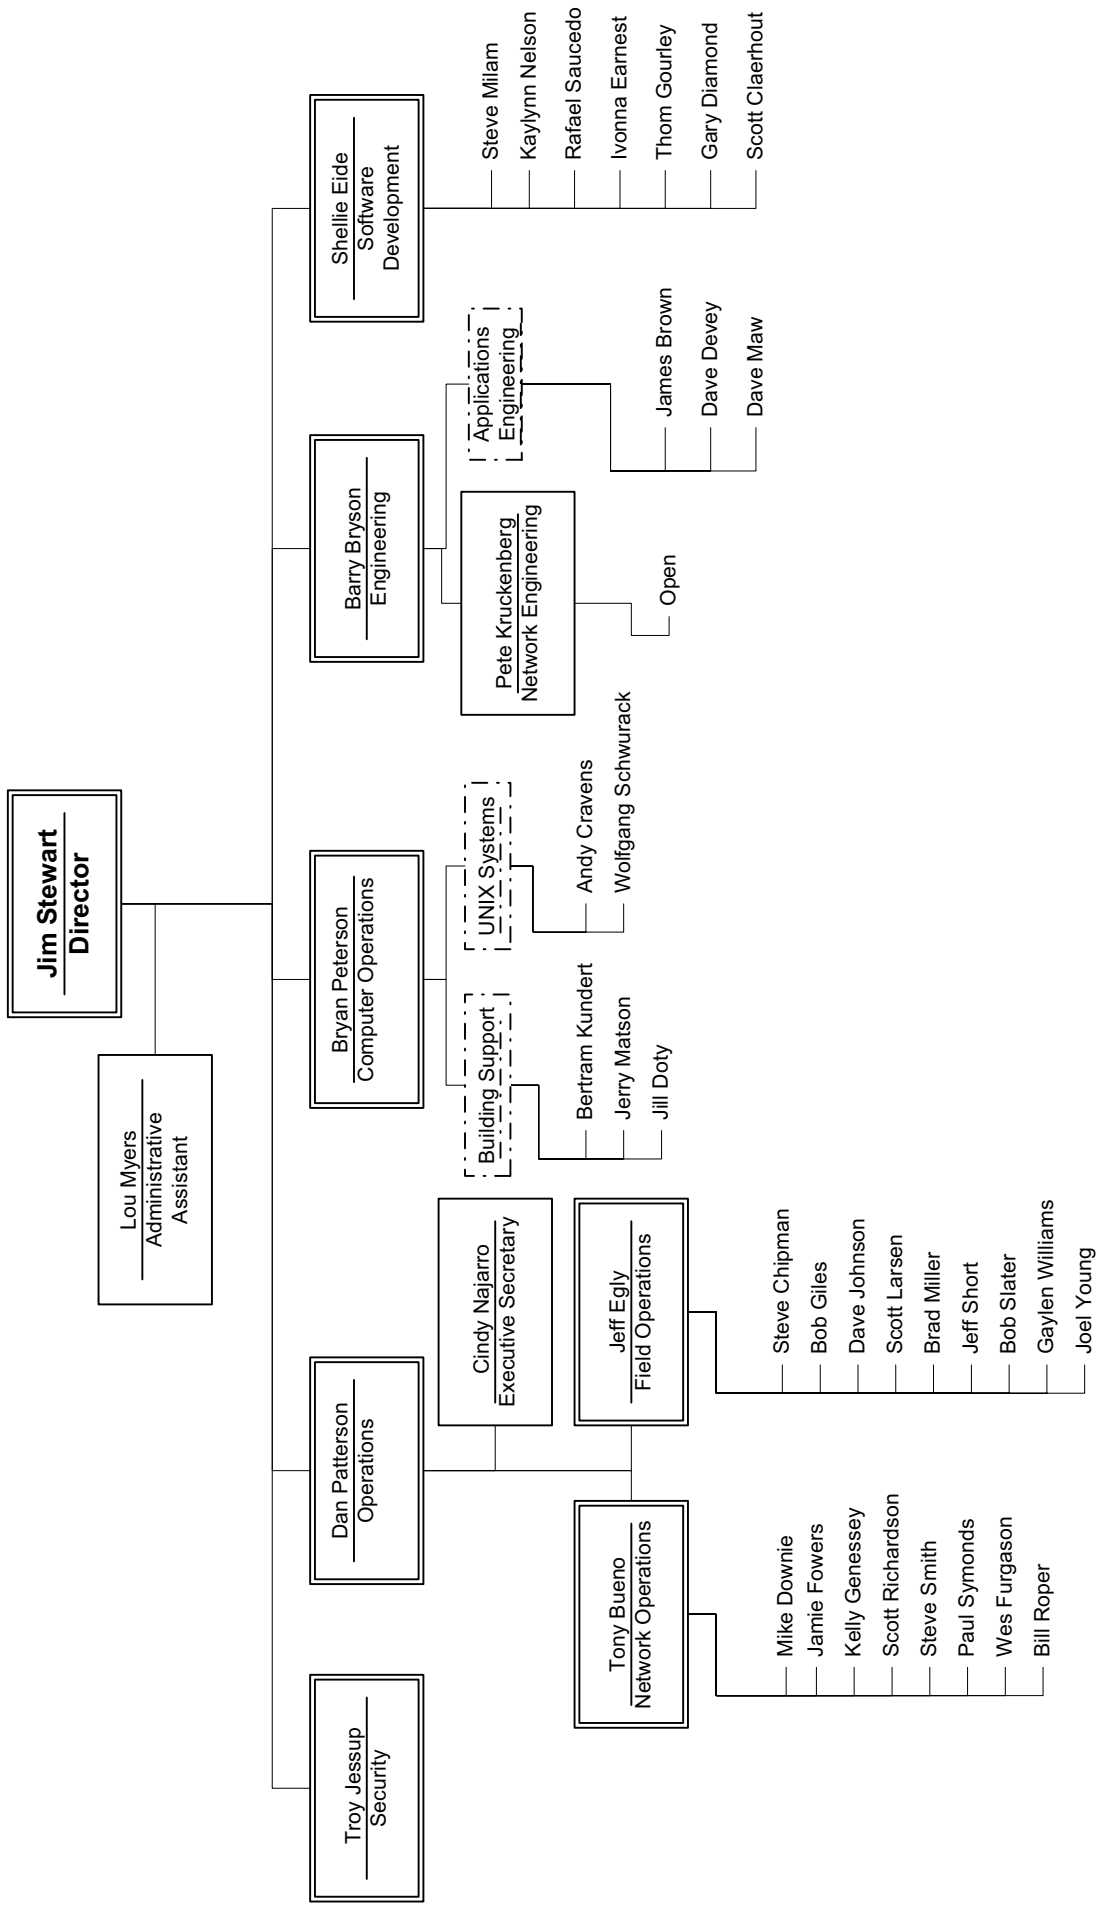 Jim Stewart
Director
Lou Myers
Administrative
Assistant
Troy Jessup
Security
Dan Patterson
Operations
Cindy Najarro
Executive Secretary
Tony Bueno
Network Operations
Mike Downie
Jamie Fowers
Kelly Genessey
Scott Richardson
Steve Smith
Paul Symonds
Wes Furgason
Bill Roper
Jeff Egly
Field Operations
Steve Chipman
Bob Giles
Dave Johnson
Scott Larsen
Brad Miller
Jeff Short
Bob Slater
Gaylen Williams
Joel Young
Bryan Peterson
Computer Operations
Building Support
Bertram Kundert
Jerry Matson
Jill Doty
UNIX Systems
Andy Cravens
Wolfgang Schwurack
Barry Bryson
Engineering
Pete Kruckenberg
Network Engineering
Open
Applications
Engineering
James Brown
Dave Devey
Dave Maw
Shellie Eide
Software
Development
Steve Milam
Kaylynn Nelson
Rafael Saucedo
Ivonna Earnest
Thom Gourley
Gary Diamond
Scott Claerhout